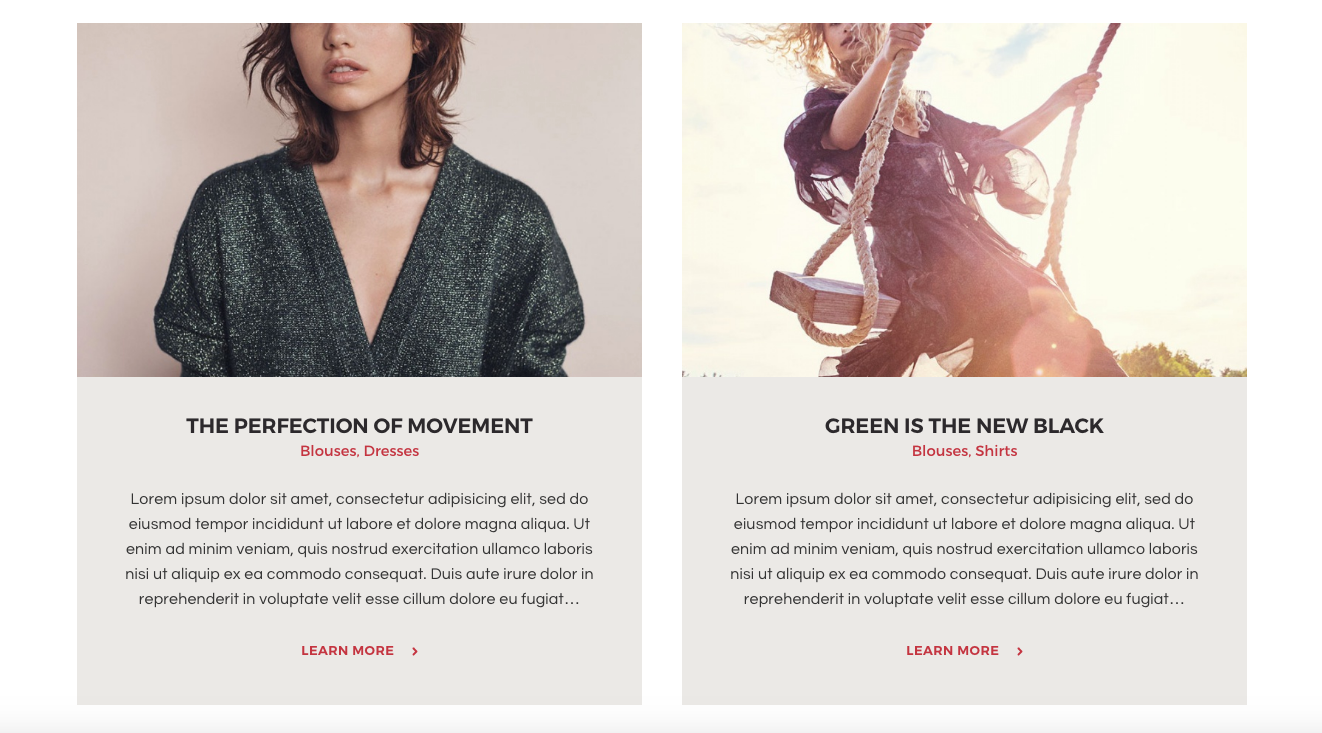 THE PERFECTION OF MOVEMENT
Blouses, Dresses
Lorem ipsum dolor sit amet, consectetur adipisicing elit, sed do
eiusmod tempor incididunt ut labore et dolore magna aliqua. Ut
enim ad minim veniam, quis nostrud exercitation ullamco laboris
nisi ut aliquip ex ea commodo consequat. Duis aute irure dolor in
reprehenderit in voluptate velit esse cillum dolore eu fugiat…
LEARN MORE
GREEN IS THE NEW BLACK
Blouses, Shirts
Lorem ipsum dolor sit amet, consectetur adipisicing elit, sed do
eiusmod tempor incididunt ut labore et dolore magna aliqua. Ut
enim ad minim veniam, quis nostrud exercitation ullamco laboris
nisi ut aliquip ex ea commodo consequat. Duis aute irure dolor in
reprehenderit in voluptate velit esse cillum dolore eu fugiat…
LEARN MORE